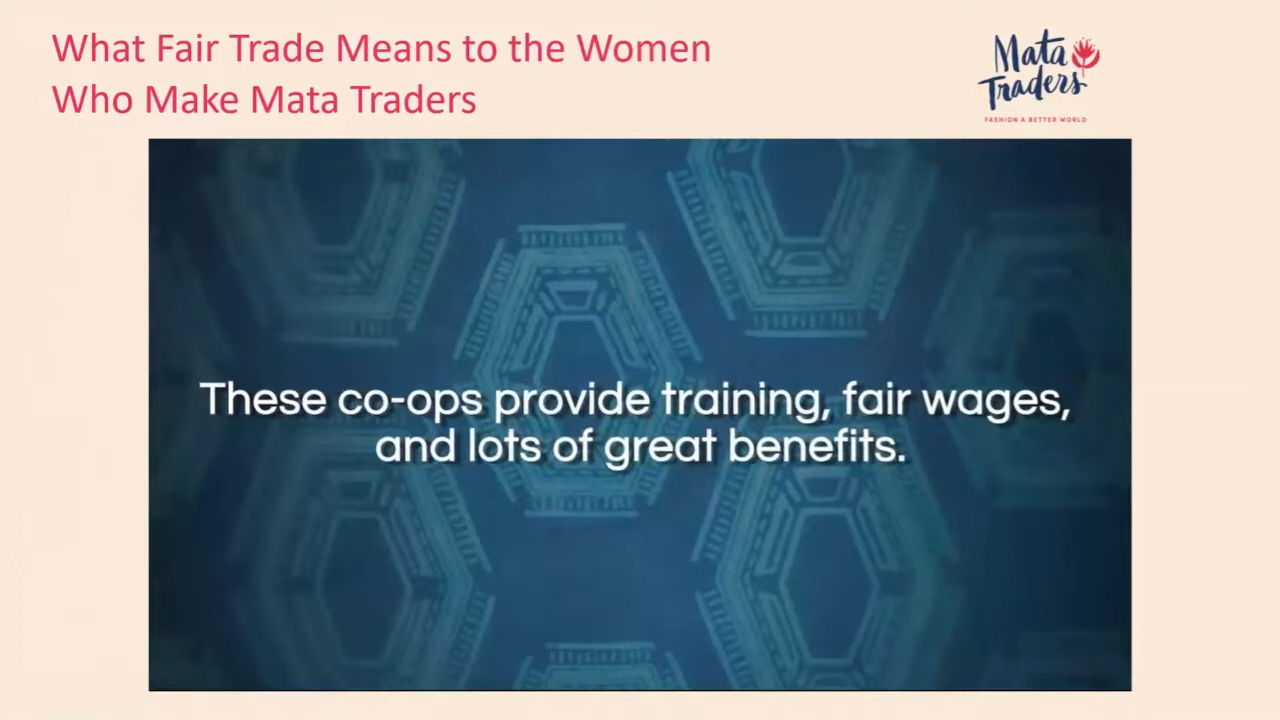 What Fair Trade Means to the Women
Who Make Mata Traders
Mata
Traders
FASHION A BETTER WORLD
These co-ops provide training, fair wages,
and lots of great benefits.